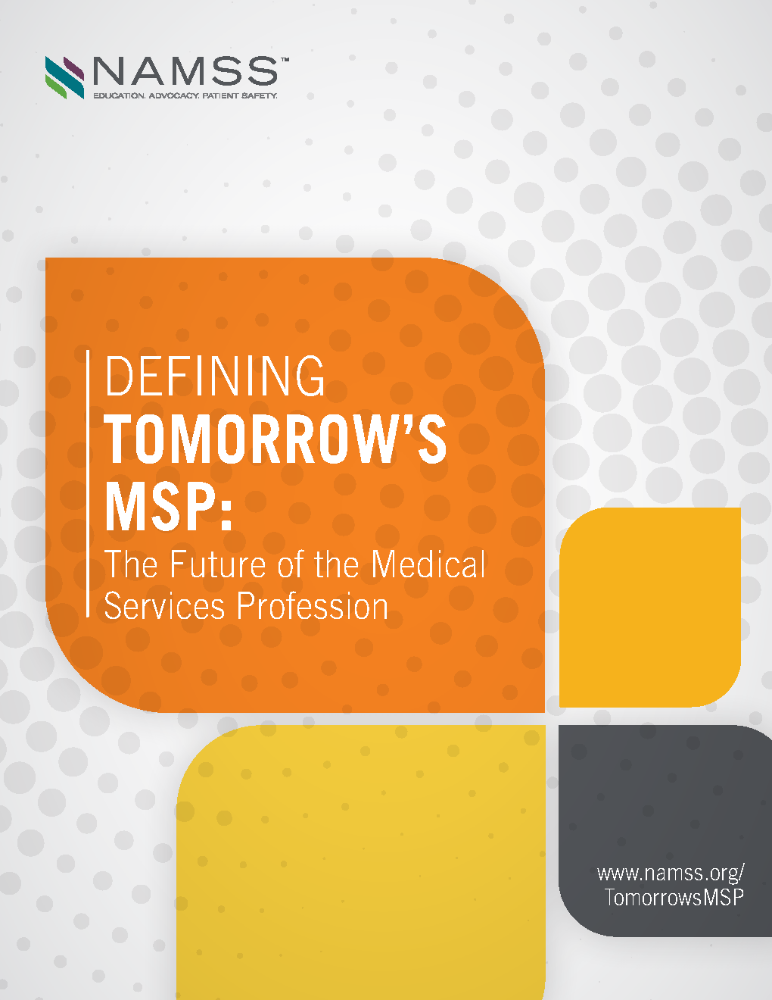 NAMSS™
EDUCATION. ADVOCACY. PATIENT SAFETY.
DEFINING
TOMORROW’S
MSP:
The Future of the Medical
Services Profession
www.namss.org/
TomorrowsMSP